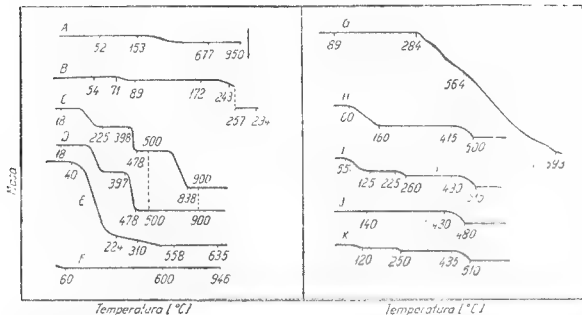 A
52 153 677 950
B
54 71 89 172 243
257
C
18 225 398 500
478 900
838
D
18 397
478 500 900
40
E
224 310 558 635
F
60 600 946
Masa
Temperatura [°C]
G
89 284
564
H
60 160 415 500
I
55 125 225 260 430
J
140 430 480
K
120 250 435 510
Temperatura [°C]